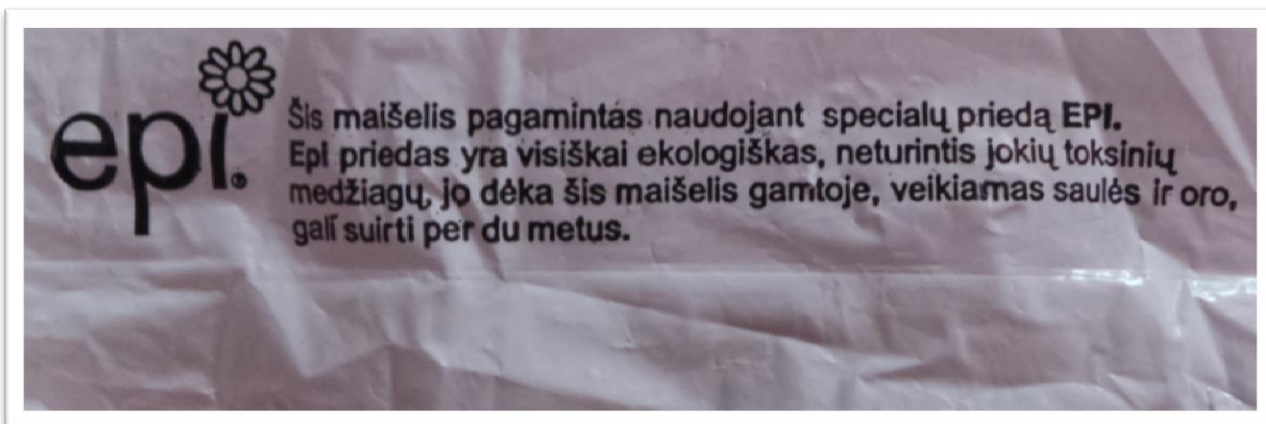 epi.®
Šis maišelis pagamintas naudojant specialų priedą EPI.
Epi priedas yra visiškai ekologiškas, neturintis jokių toksinių
medžiagų, jo dėka šis maišelis gamtoje, veikiamas saulės ir oro,
gali suirti per du metus.